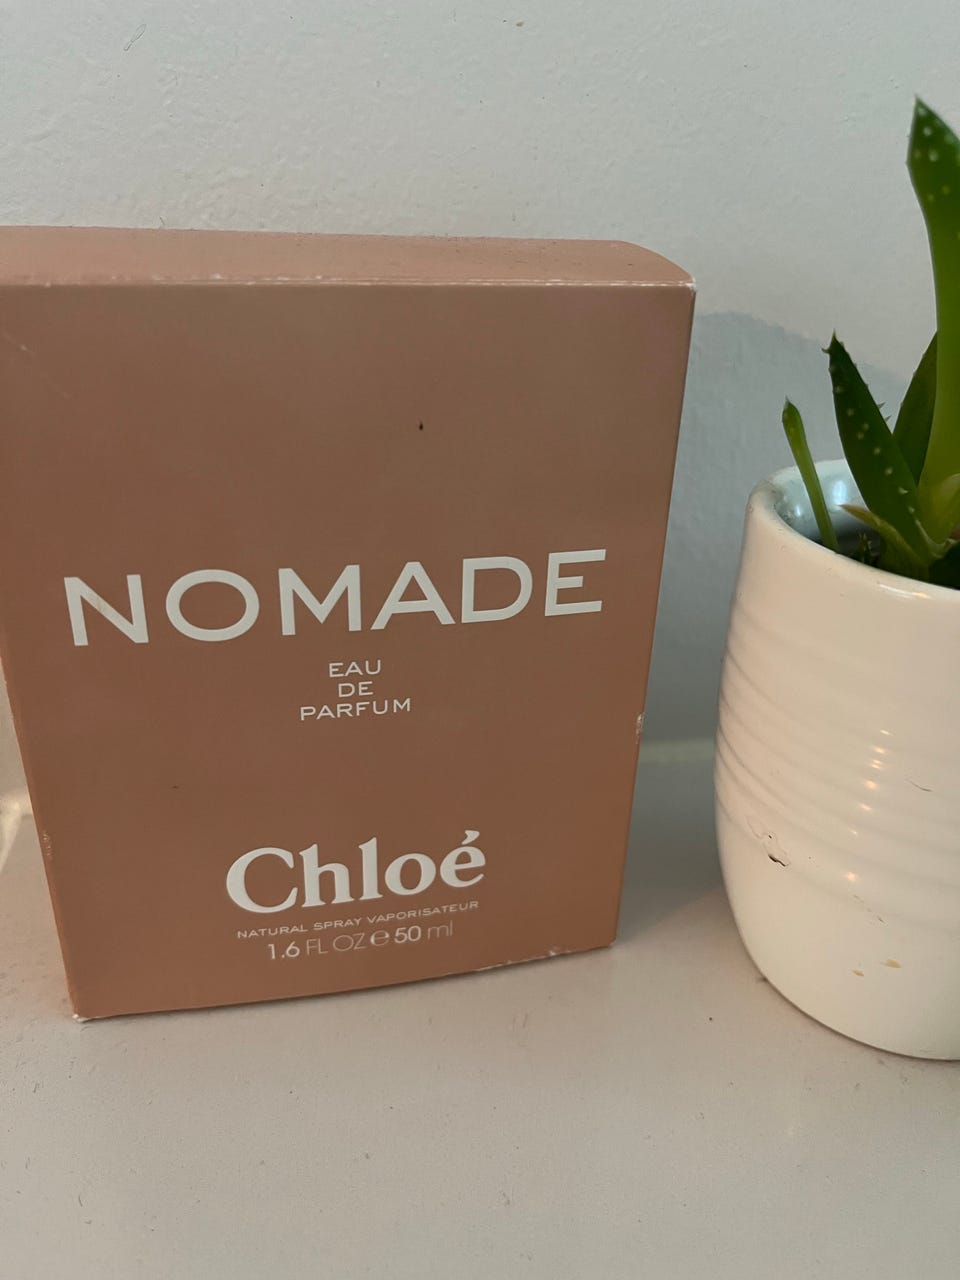 NOMADE
EAU
DE
PARFUM
Chloé
NATURAL SPRAY VAPORISATEUR
1.6 FL OZ ℮ 50 ml